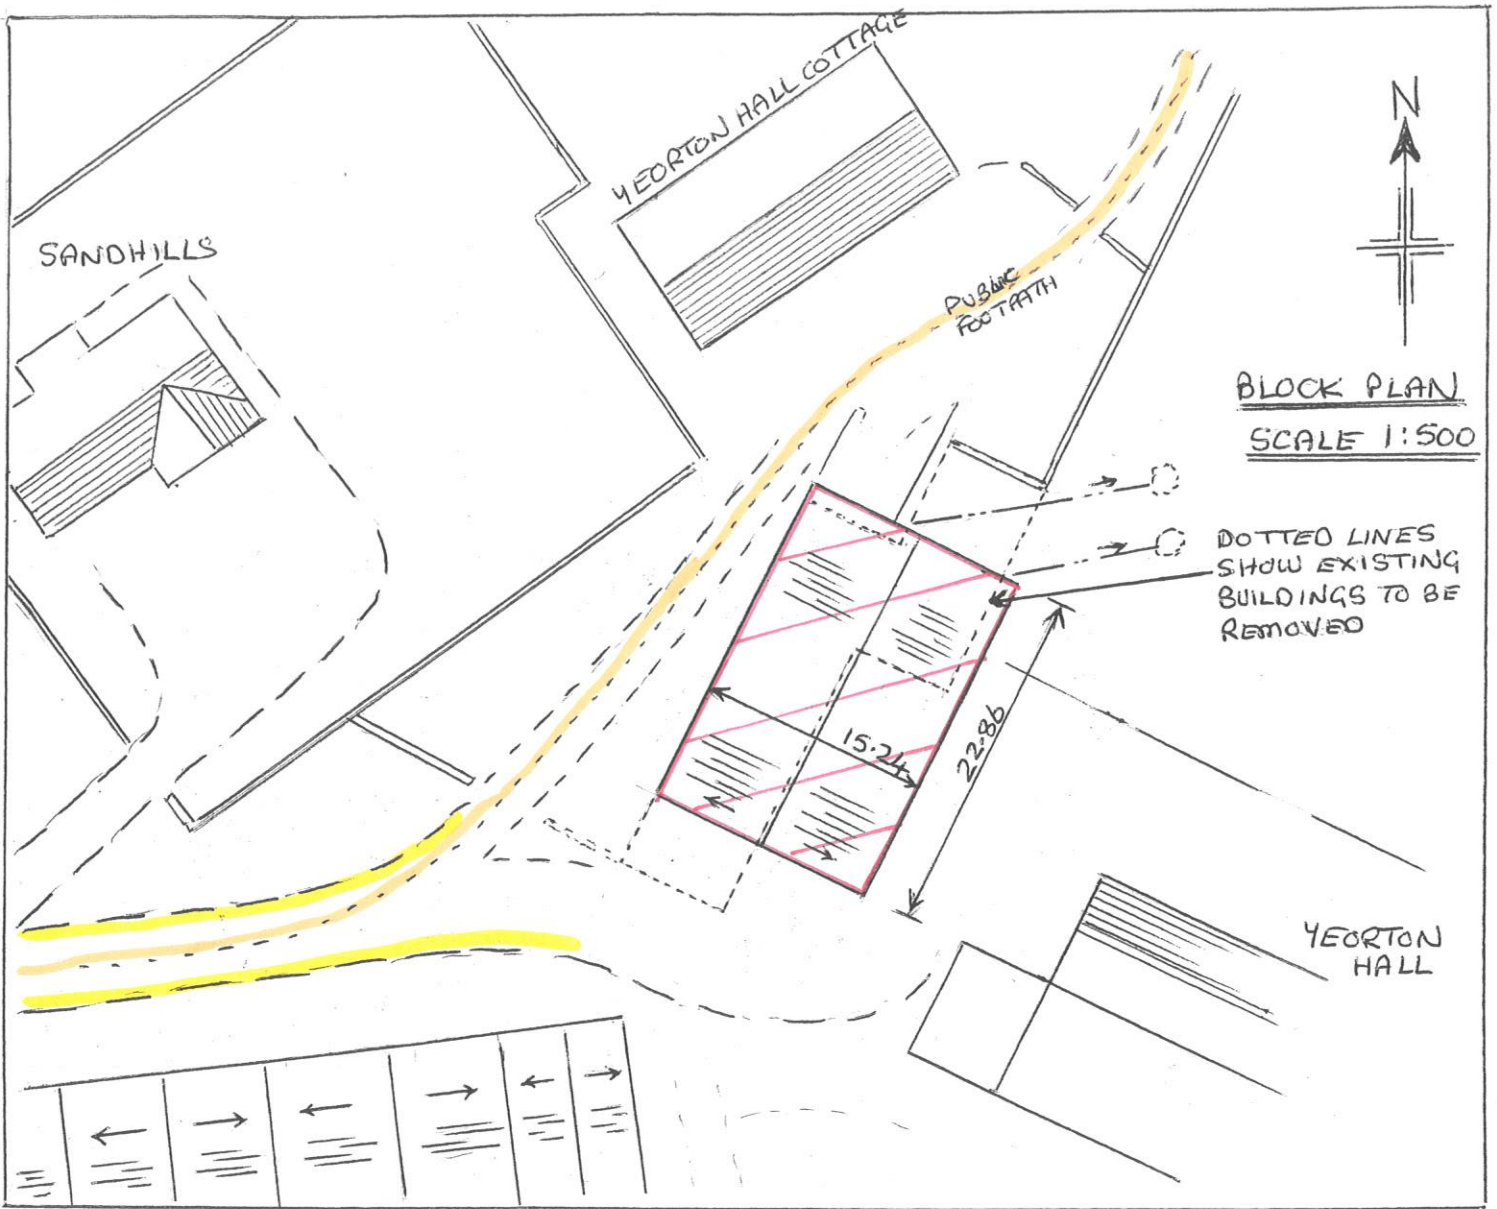 YEORTON HALL COTTAGE
N
SANDHILLS
PUBLIC
FOOTPATH
BLOCK PLAN
SCALE 1:500
DOTTED LINES
SHOW EXISTING
BUILDINGS TO BE
REMOVED
15.24
22.86
YEORTON
HALL